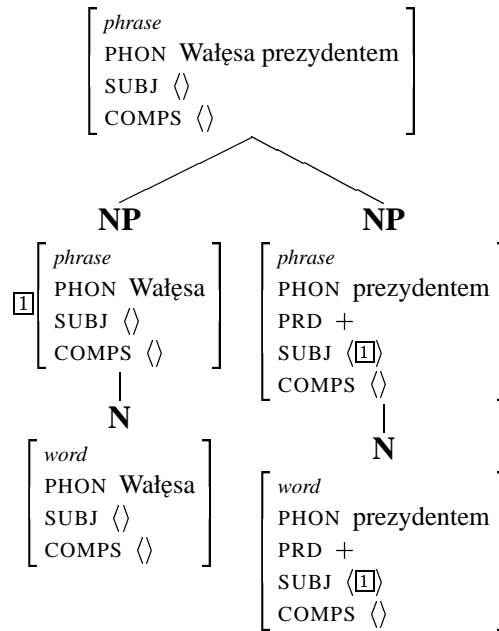 phrase
PHON Wałęsa prezydentem
SUBJ ⟨⟩
COMPS ⟨⟩
NP
NP
1
phrase
PHON Wałęsa
SUBJ ⟨⟩
COMPS ⟨⟩
phrase
PHON prezydentem
PRD +
SUBJ ⟨1⟩
COMPS ⟨⟩
N
N
word
PHON Wałęsa
SUBJ ⟨⟩
COMPS ⟨⟩
word
PHON prezydentem
PRD +
SUBJ ⟨1⟩
COMPS ⟨⟩